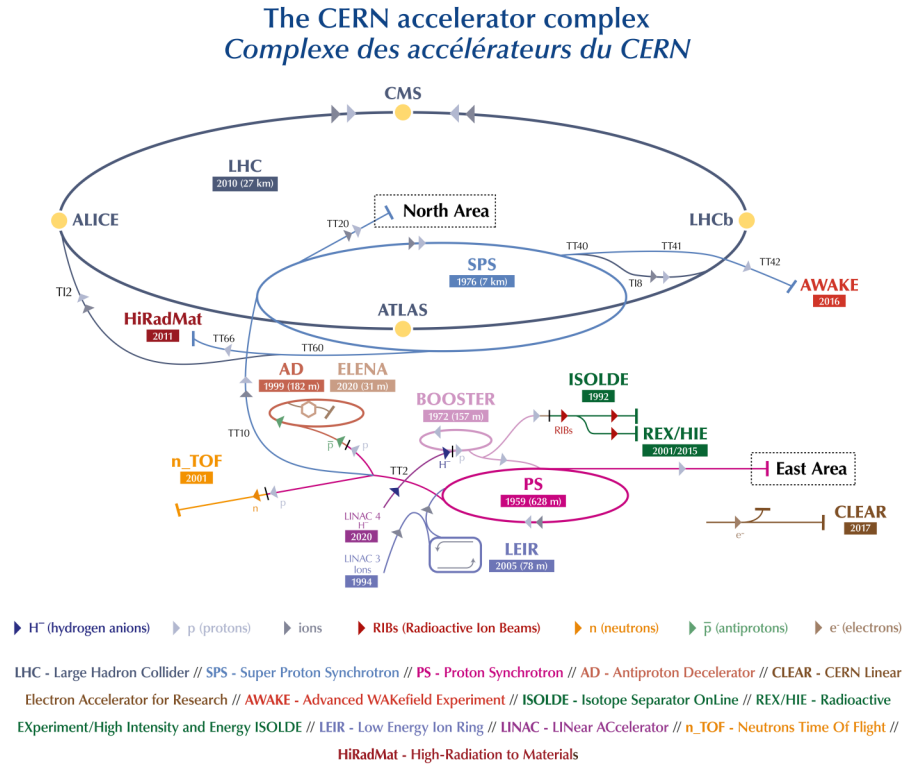 The CERN accelerator complex
Complexe des accélérateurs du CERN
CMS
LHC
2010 (27 km)
ALICE
TT20
North Area
LHCb
TT40
TT41
TT42
SPS
1976 (7 km)
TI8
TI2
AWAKE
2016
ATLAS
HiRadMat
2011
TT66
TT60
AD
1999 (182 m)
ELENA
2020 (31 m)
ISOLDE
1992
BOOSTER
1972 (157 m)
RIBs
REX/HIE
2001/2015
TT10
p̅
p
H⁻
p
East Area
n_TOF
2001
TT2
PS
1959 (628 m)
n
p
LINAC 4
H⁻
2020
CLEAR
2017
e⁻
LINAC 3
Ions
1994
LEIR
2005 (78 m)
H⁻ (hydrogen anions)
p (protons)
ions
RIBs (Radioactive Ion Beams)
n (neutrons)
p̅ (antiprotons)
e⁻ (electrons)
LHC - Large Hadron Collider // SPS - Super Proton Synchrotron // PS - Proton Synchrotron // AD - Antiproton Decelerator // CLEAR - CERN Linear
Electron Accelerator for Research // AWAKE - Advanced WAKefield Experiment // ISOLDE - Isotope Separator OnLine // REX/HIE - Radioactive
EXperiment/High Intensity and Energy ISOLDE // LEIR - Low Energy Ion Ring // LINAC - LINear ACcelerator // n_TOF - Neutrons Time Of Flight //
HiRadMat - High-Radiation to Materials